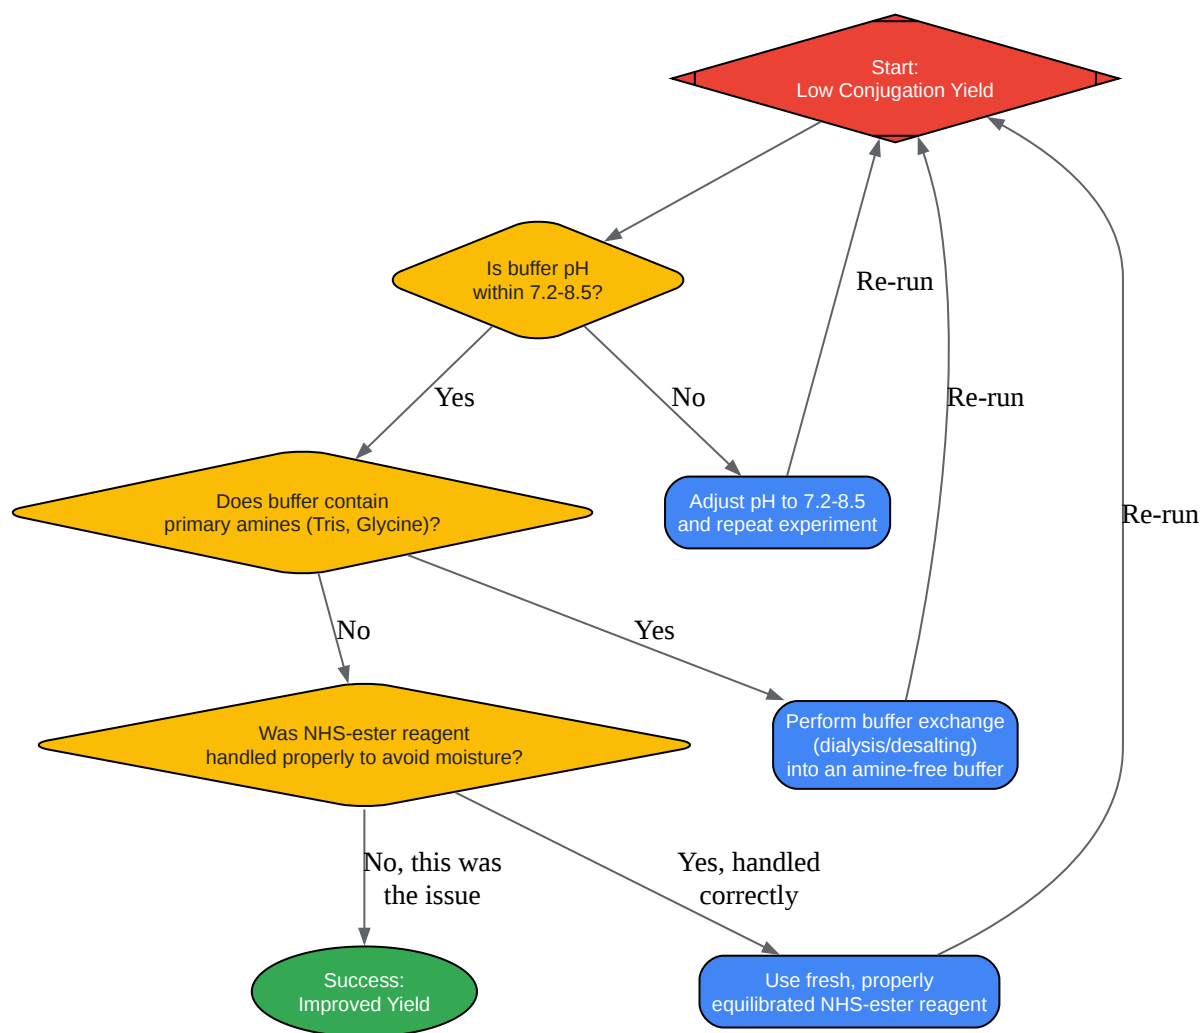 Start:
Low Conjugation Yield
Is buffer pH
within 7.2-8.5?
Re-run
Yes
No
Re-run
Does buffer contain
primary amines (Tris, Glycine)?
Adjust pH to 7.2-8.5
and repeat experiment
Re-run
No
Yes
Was NHS-ester reagent
handled properly to avoid moisture?
Perform buffer exchange
(dialysis/desalting)
into an amine-free buffer
No, this was
the issue
Yes, handled
correctly
Success:
Improved Yield
Use fresh, properly
equilibrated NHS-ester reagent